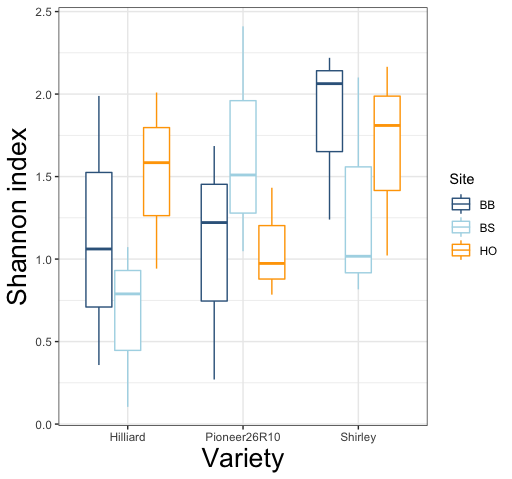 2.5
2.0
1.5
1.0
0.5
0.0
Shannon index
Hilliard
Pioneer26R10
Shirley
Variety
Site
BB
BS
HO